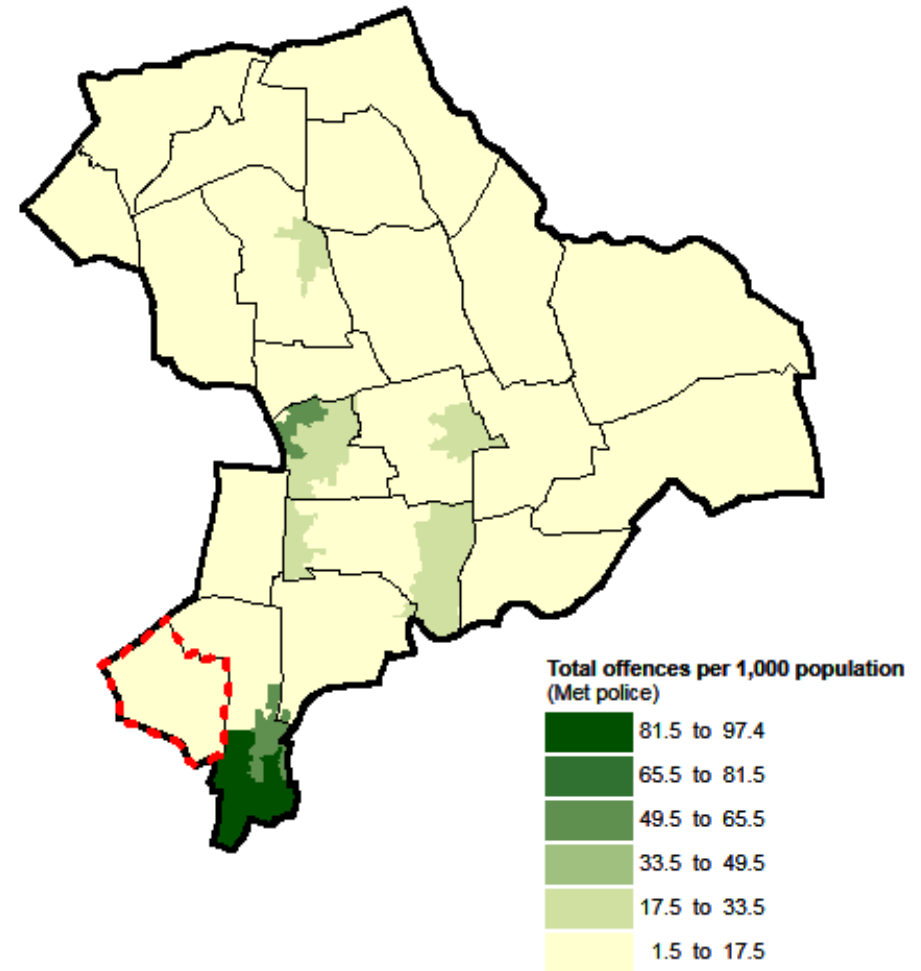 Total offences per 1,000 population
(Met police)
81.5 to 97.4
65.5 to 81.5
49.5 to 65.5
33.5 to 49.5
17.5 to 33.5
1.5 to 17.5